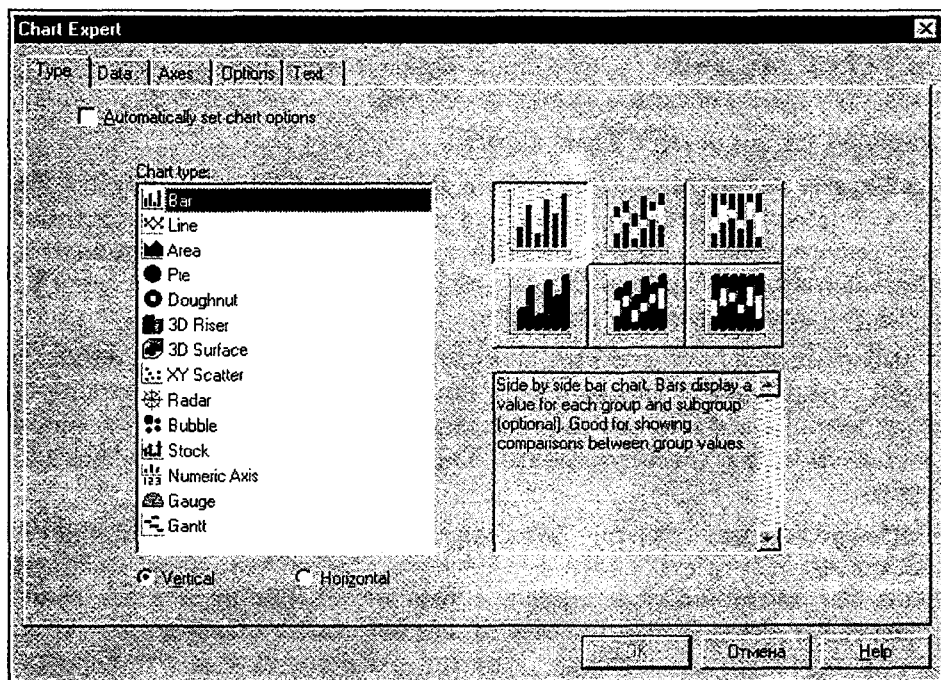 Chart Expert
Type Data Axes Options Text
Automatically set chart options
Chart type:
Bar
Line
Area
Pie
Doughnut
3D Riser
3D Surface
XY Scatter
Radar
Bubble
Stock
Numeric Axis
Gauge
Gantt
Side by side bar chart. Bars display a
value for each group and subgroup
(optional). Good for showing
comparisons between group values.
Vertical Horizontal
OK Отмена Help